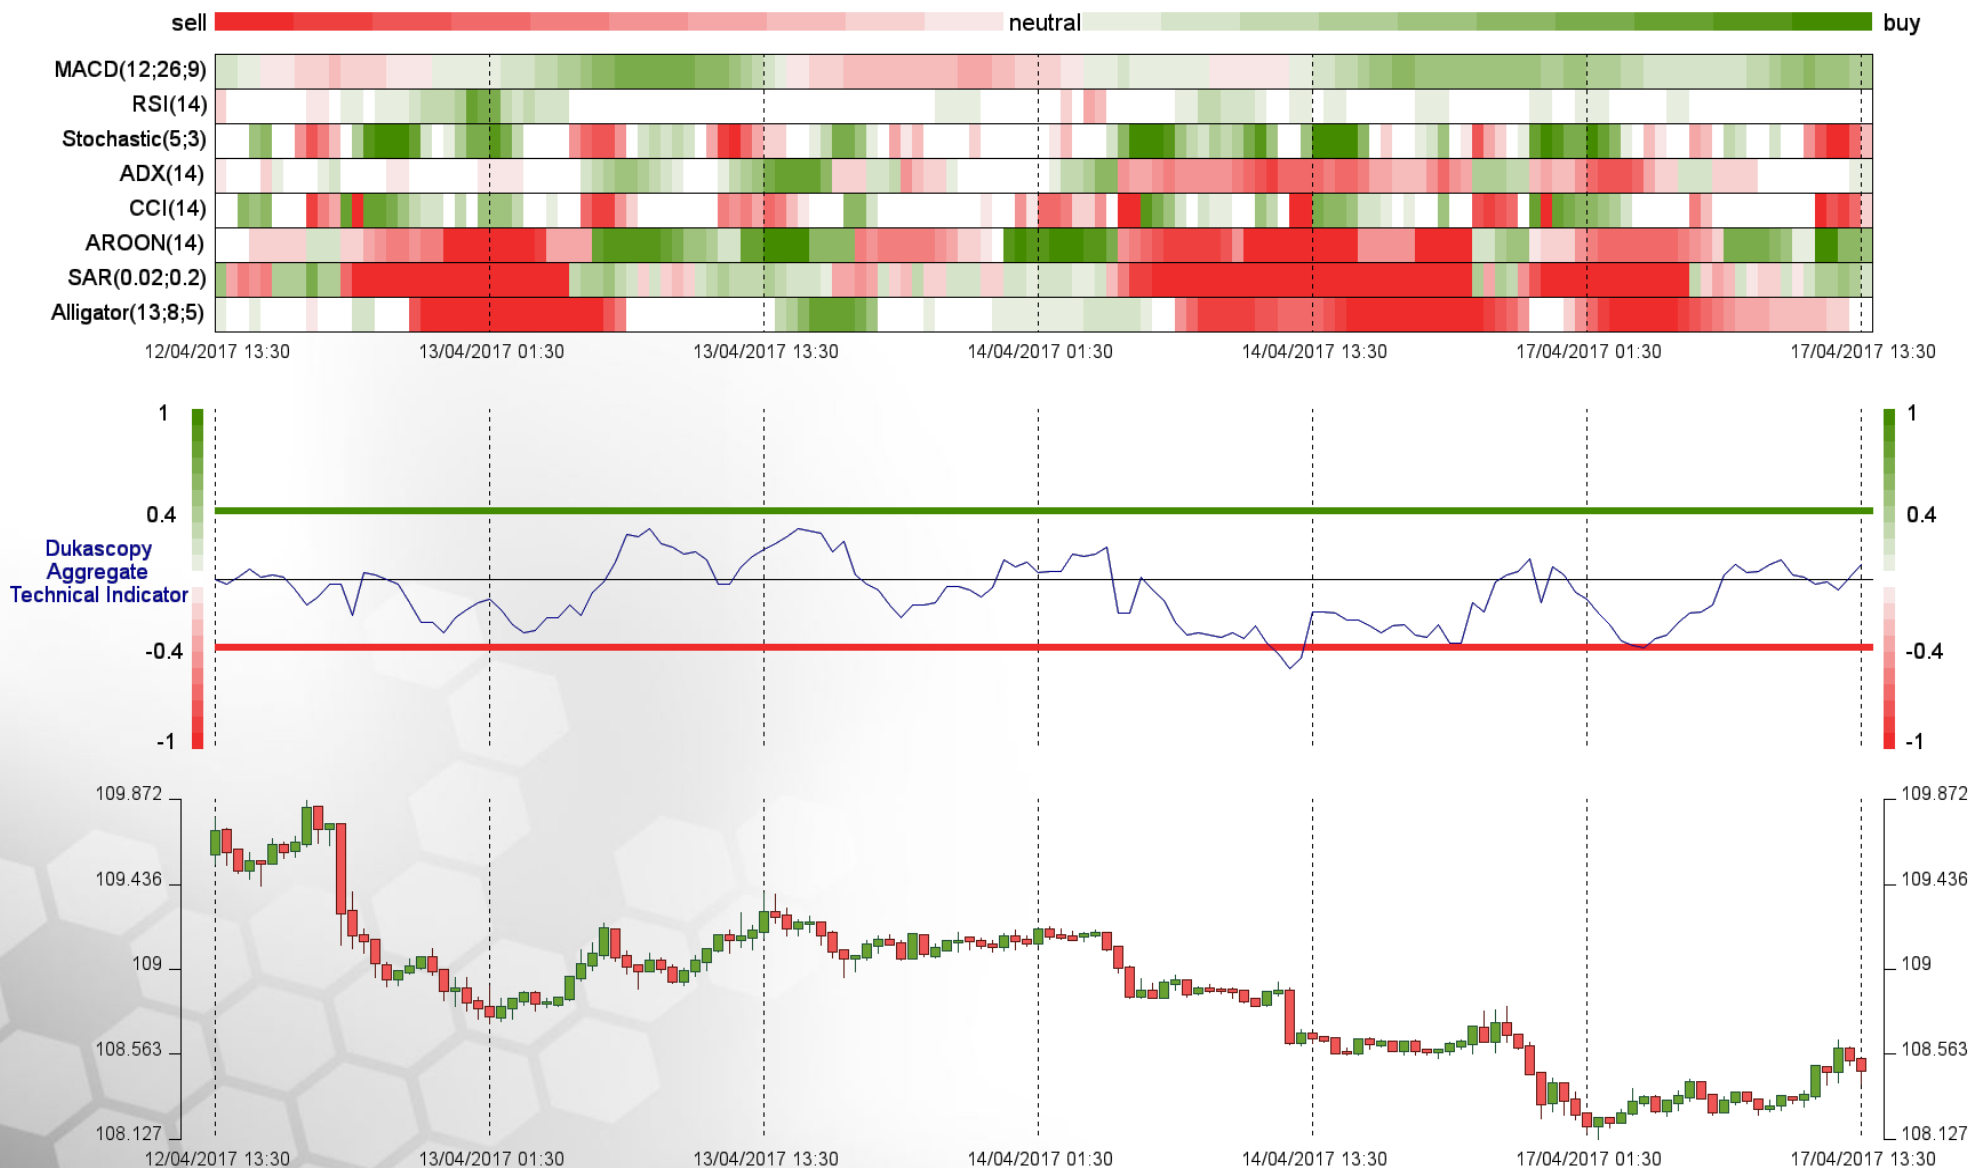 sell neutral buy
MACD(12;26;9)
RSI(14)
Stochastic(5;3)
ADX(14)
CCI(14)
AROON(14)
SAR(0.02;0.2)
Alligator(13;8;5)
12/04/2017 13:30 13/04/2017 01:30 13/04/2017 13:30 14/04/2017 01:30 14/04/2017 13:30 17/04/2017 01:30 17/04/2017 13:30
1 1
0.4 0.4
Dukascopy
Aggregate
Technical Indicator
-0.4 -0.4
-1 -1
109.872 109.872
109.436 109.436
109 109
108.563 108.563
108.127 108.127
12/04/2017 13:30 13/04/2017 01:30 13/04/2017 13:30 14/04/2017 01:30 14/04/2017 13:30 17/04/2017 01:30 17/04/2017 13:30